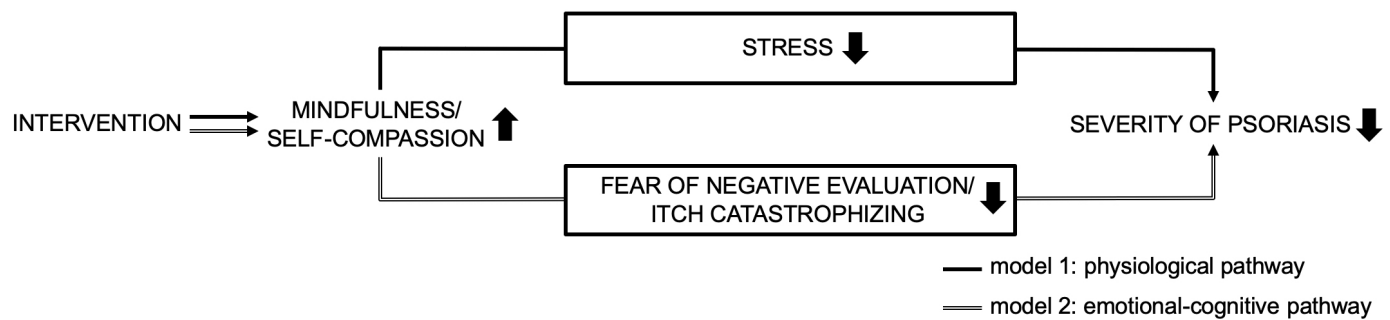 STRESS
INTERVENTION
MINDFULNESS/
SELF-COMPASSION
SEVERITY OF PSORIASIS
FEAR OF NEGATIVE EVALUATION/
ITCH CATASTROPHIZING
model 1: physiological pathway
model 2: emotional-cognitive pathway